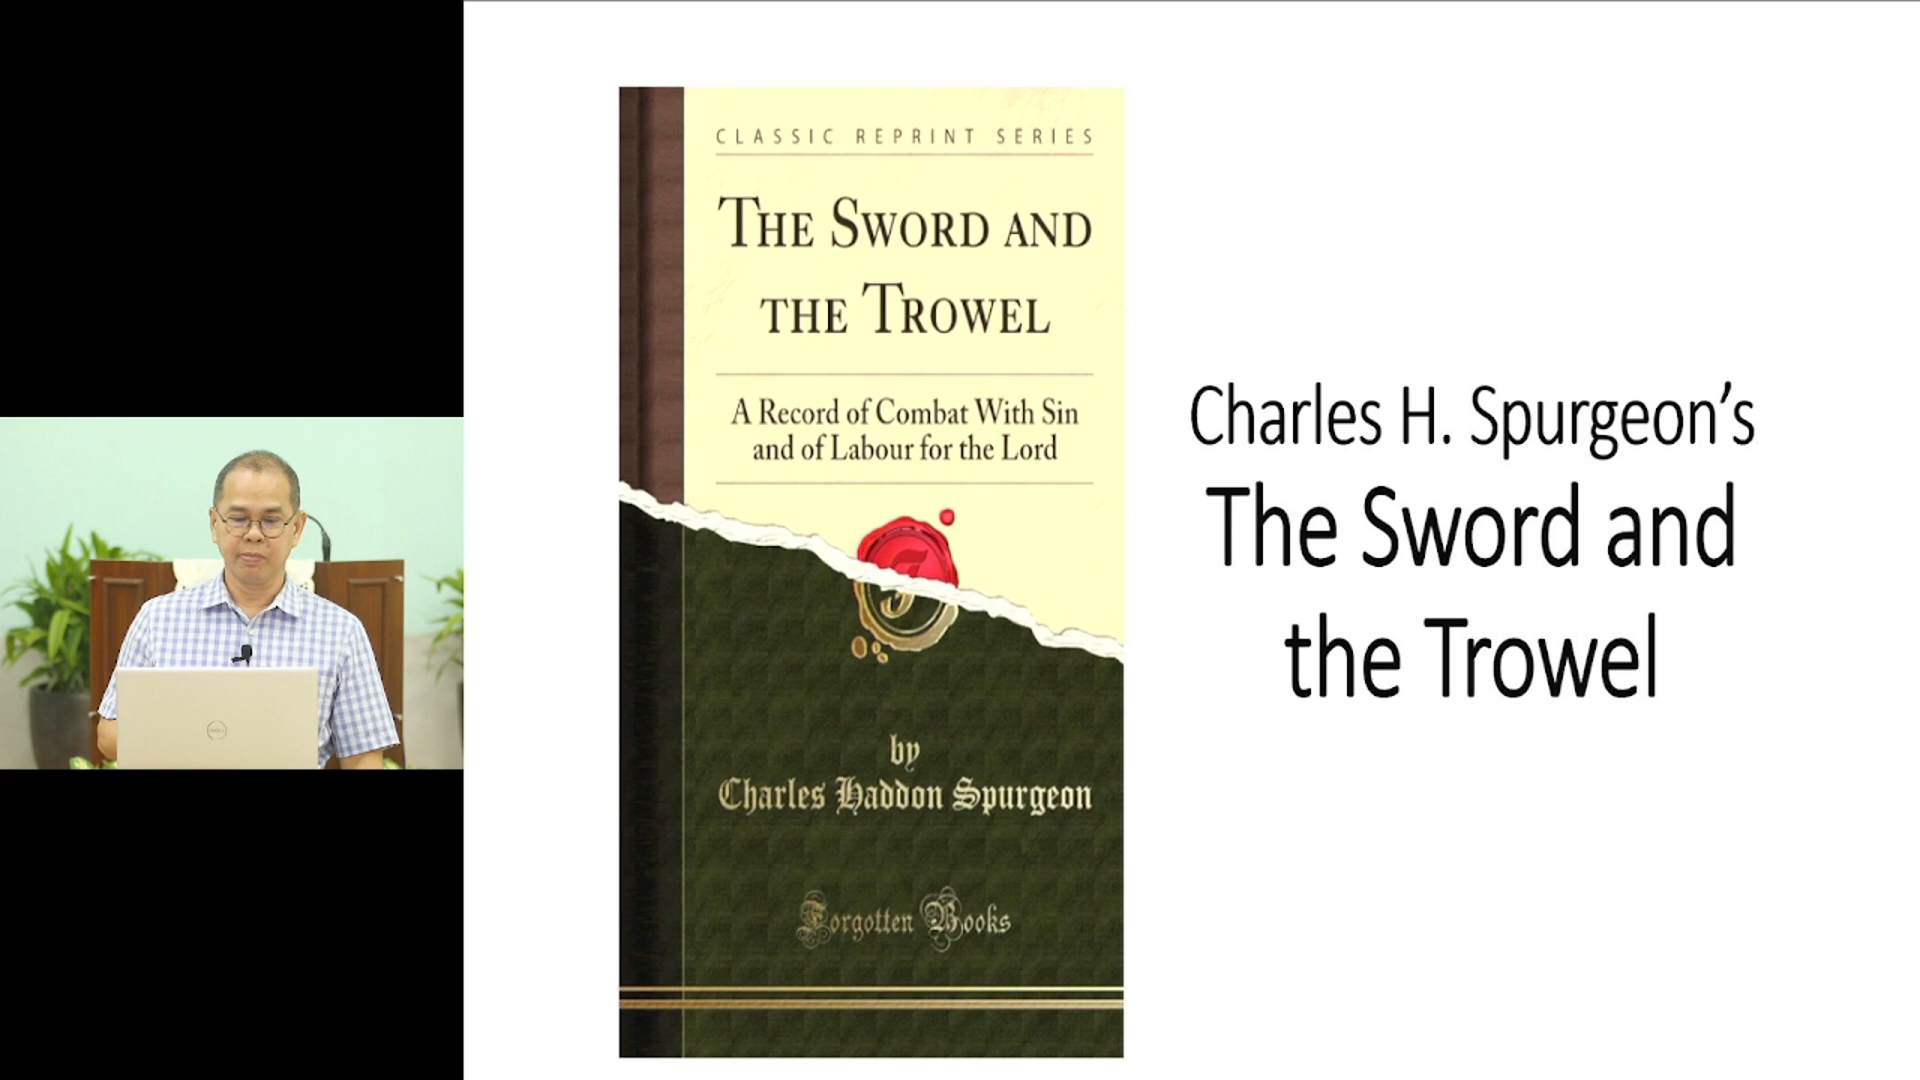 CLASSIC REPRINT SERIES
THE SWORD AND
THE TROWEL
A Record of Combat With Sin
and of Labour for the Lord
by
Charles Haddon Spurgeon
Forgotten Books
Charles H. Spurgeon’s
The Sword and
the Trowel
DELL